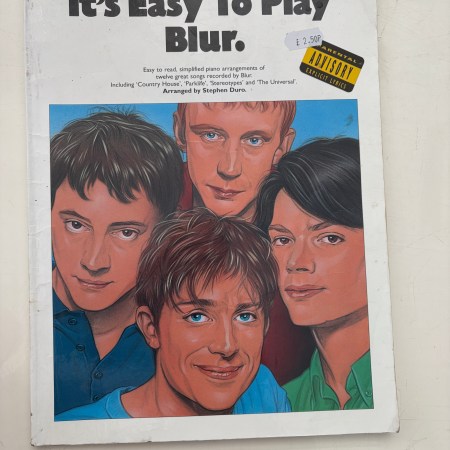 It's Easy To Play
Blur.
£ 2.50P
PARENTAL
ADVISORY
EXPLICIT LYRICS
Easy to read, simplified piano arrangements of
twelve great songs recorded by Blur
Including 'Country House', 'Parklife', 'Stereotypes' and 'The Universal'.
Arranged by Stephen Duro.